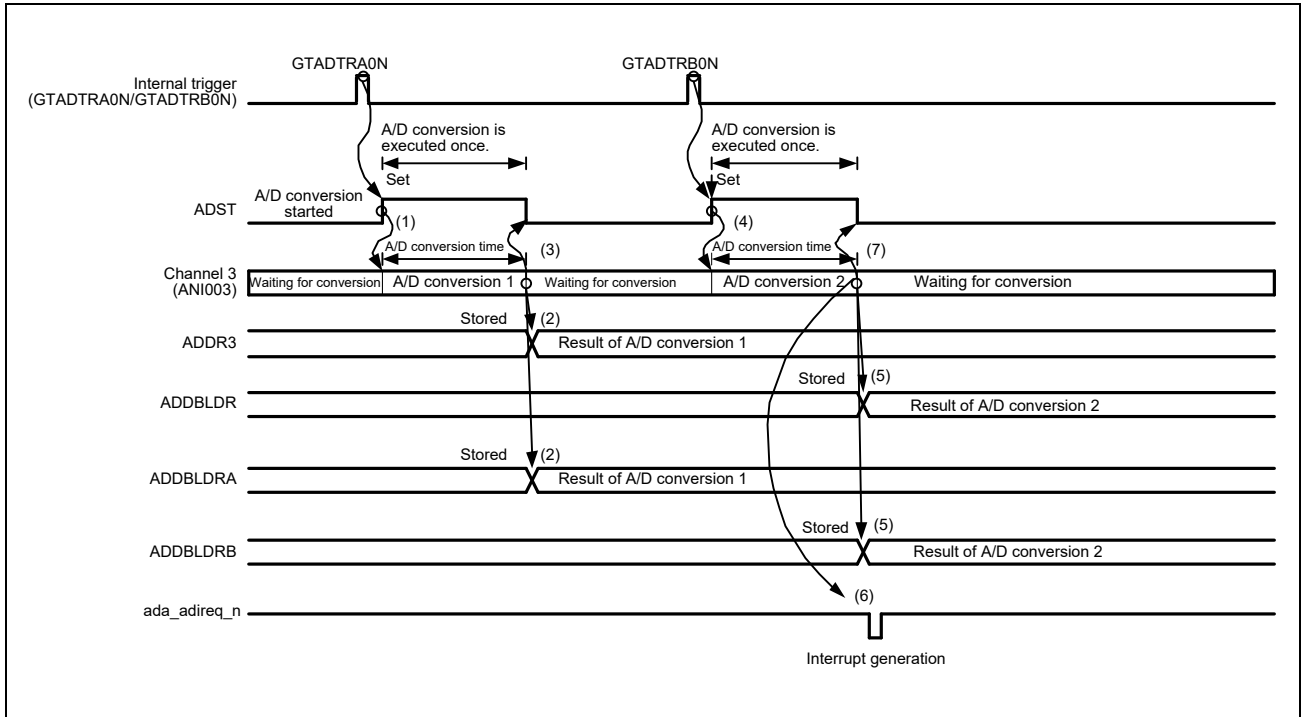 GTADTRA0N
GTADTRB0N
Internal trigger
(GTADTRA0N/GTADTRB0N)
A/D conversion is
executed once.
A/D conversion is
executed once.
Set
Set
A/D conversion
started
ADST
(1)
(4)
A/D conversion time
(3)
A/D conversion time
(7)
Channel 3
(ANI003)
Waiting for conversion
A/D conversion 1
Waiting for conversion
A/D conversion 2
Waiting for conversion
Stored
(2)
ADDR3
Result of A/D conversion 1
Stored
(5)
ADDBLDR
Result of A/D conversion 2
Stored
(2)
ADDBLDRA
Result of A/D conversion 1
Stored
(5)
ADDBLDRB
Result of A/D conversion 2
(6)
ada_adireq_n
Interrupt generation